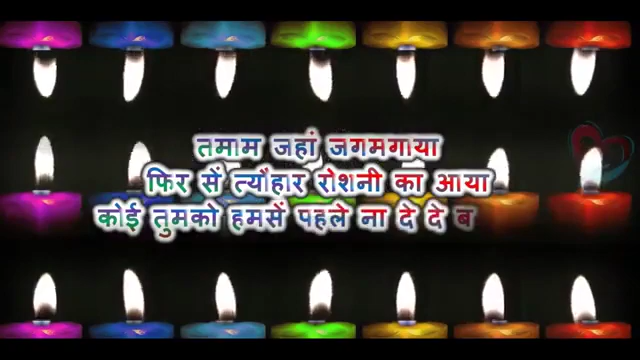 तमाम जहां जगमगाया
फिर सें त्यौहार रोशनी का आया
कोई तुमको हमसें पहले ना दे दे ब